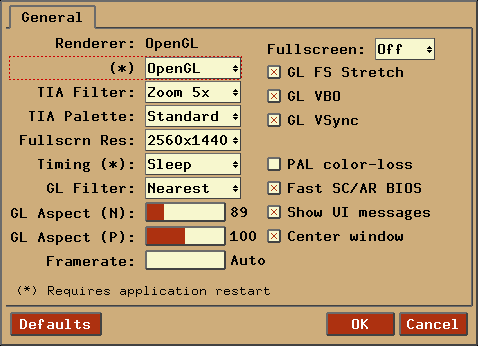 General
Renderer: OpenGL
(*) OpenGL
TIA Filter: Zoom 5x
TIA Palette: Standard
Fullscrn Res: 2560x1440
Timing (*): Sleep
GL Filter: Nearest
GL Aspect (N): 89
GL Aspect (P): 100
Framerate: Auto
Fullscreen: Off
GL FS Stretch
GL VBO
GL VSync
PAL color-loss
Fast SC/AR BIOS
Show UI messages
Center window
(*) Requires application restart
Defaults OK Cancel